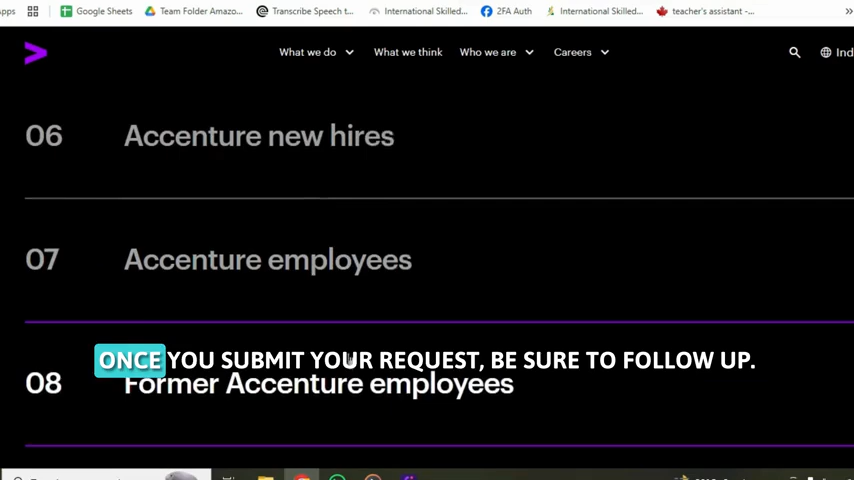 Apps Google Sheets Team Folder Amazo... Transcribe Speech t... International Skilled... 2FA Auth International Skilled... teacher's assistant -... »
What we do What we think Who we are Careers Ind
06 Accenture new hires
07 Accenture employees
ONCE YOU SUBMIT YOUR REQUEST, BE SURE TO FOLLOW UP.
08 Former Accenture employees